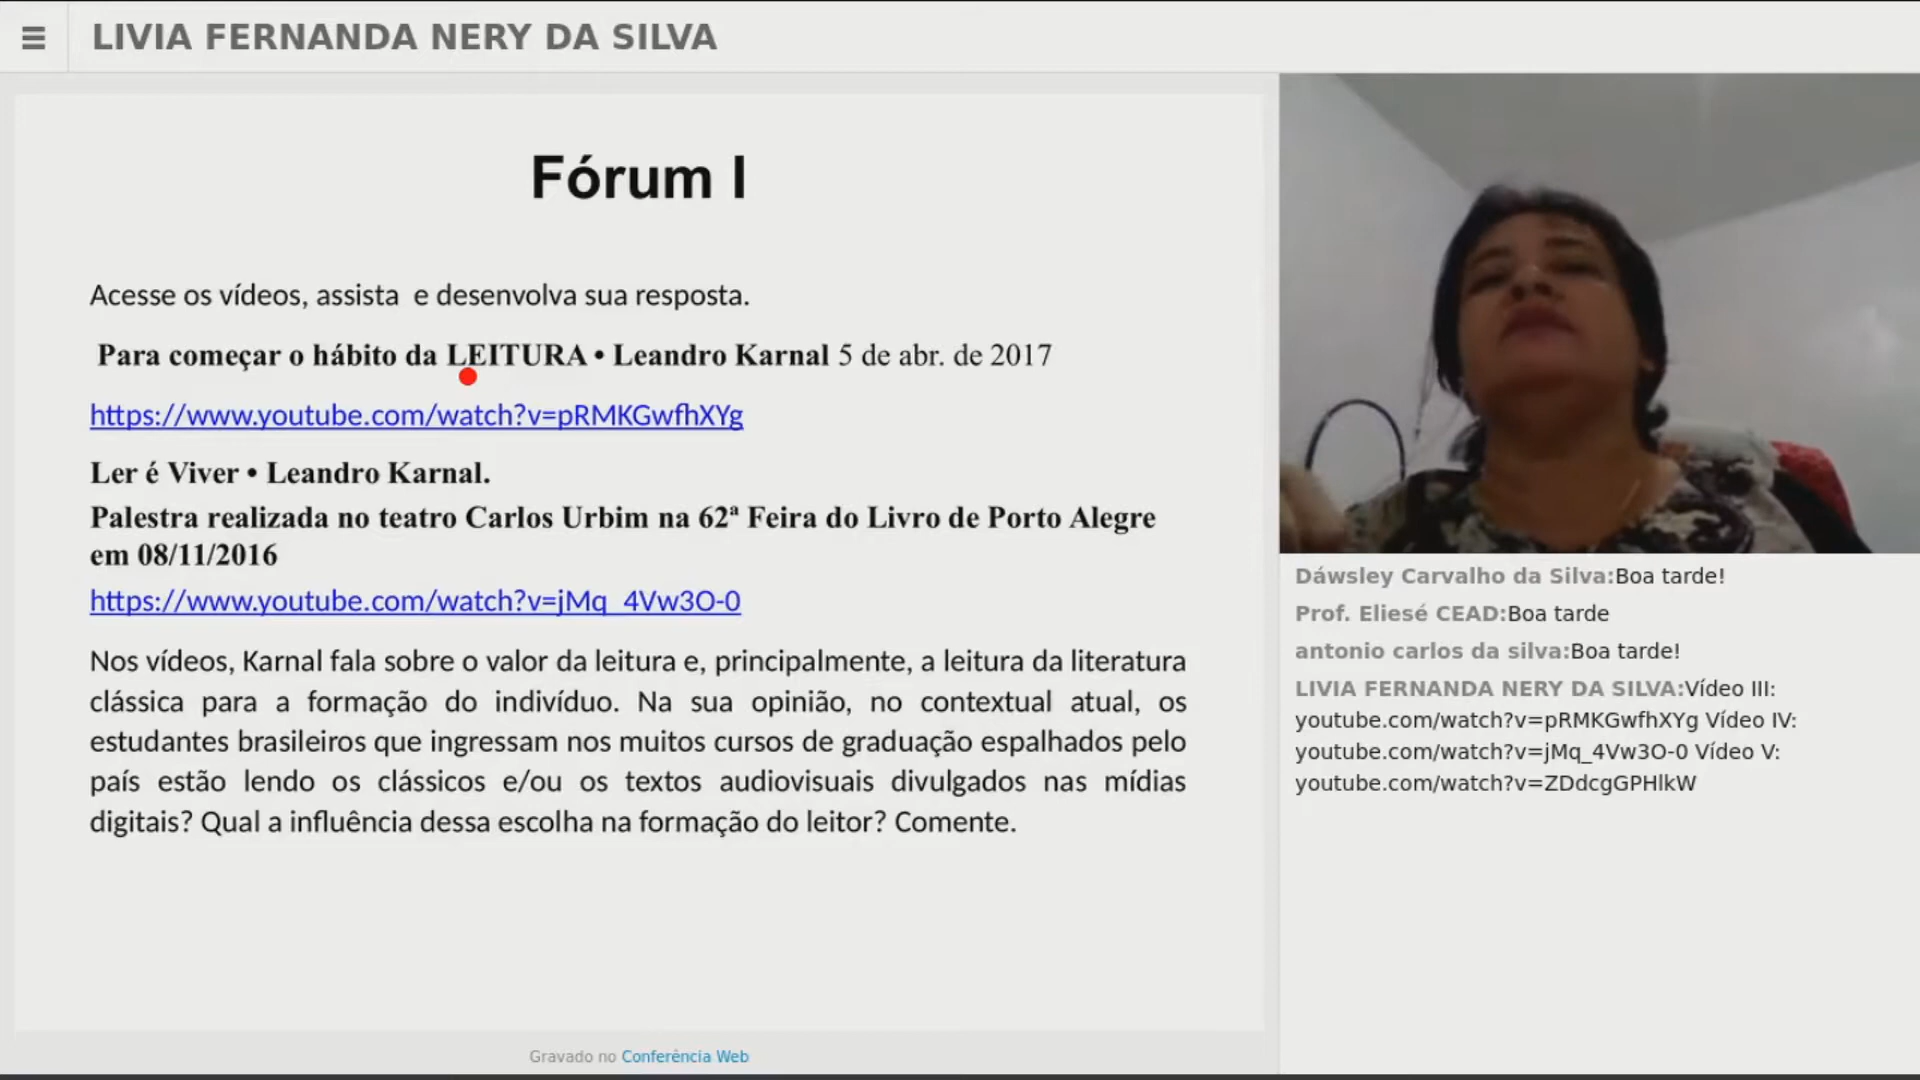 LIVIA FERNANDA NERY DA SILVA
Fórum I
Acesse os vídeos, assista  e desenvolva sua resposta.
Para começar o hábito da LEITURA • Leandro Karnal 5 de abr. de 2017
https://www.youtube.com/watch?v=pRMKGwfhXYg
Ler é Viver • Leandro Karnal.
Palestra realizada no teatro Carlos Urbim na 62ª Feira do Livro de Porto Alegre
em 08/11/2016
https://www.youtube.com/watch?v=jMq_4Vw3O-0
Nos vídeos, Karnal fala sobre o valor da leitura e, principalmente, a leitura da literatura
clássica para a formação do indivíduo. Na sua opinião, no contextual atual, os
estudantes brasileiros que ingressam nos muitos cursos de graduação espalhados pelo
país estão lendo os clássicos e/ou os textos audiovisuais divulgados nas mídias
digitais? Qual a influência dessa escolha na formação do leitor? Comente.
Gravado no Conferência Web
Dáwsley Carvalho da Silva:Boa tarde!
Prof. Eliesé CEAD:Boa tarde
antonio carlos da silva:Boa tarde!
LIVIA FERNANDA NERY DA SILVA:Vídeo III:
youtube.com/watch?v=pRMKGwfhXYg Vídeo IV:
youtube.com/watch?v=jMq_4Vw3O-0 Vídeo V:
youtube.com/watch?v=ZDdcgGPHlkW